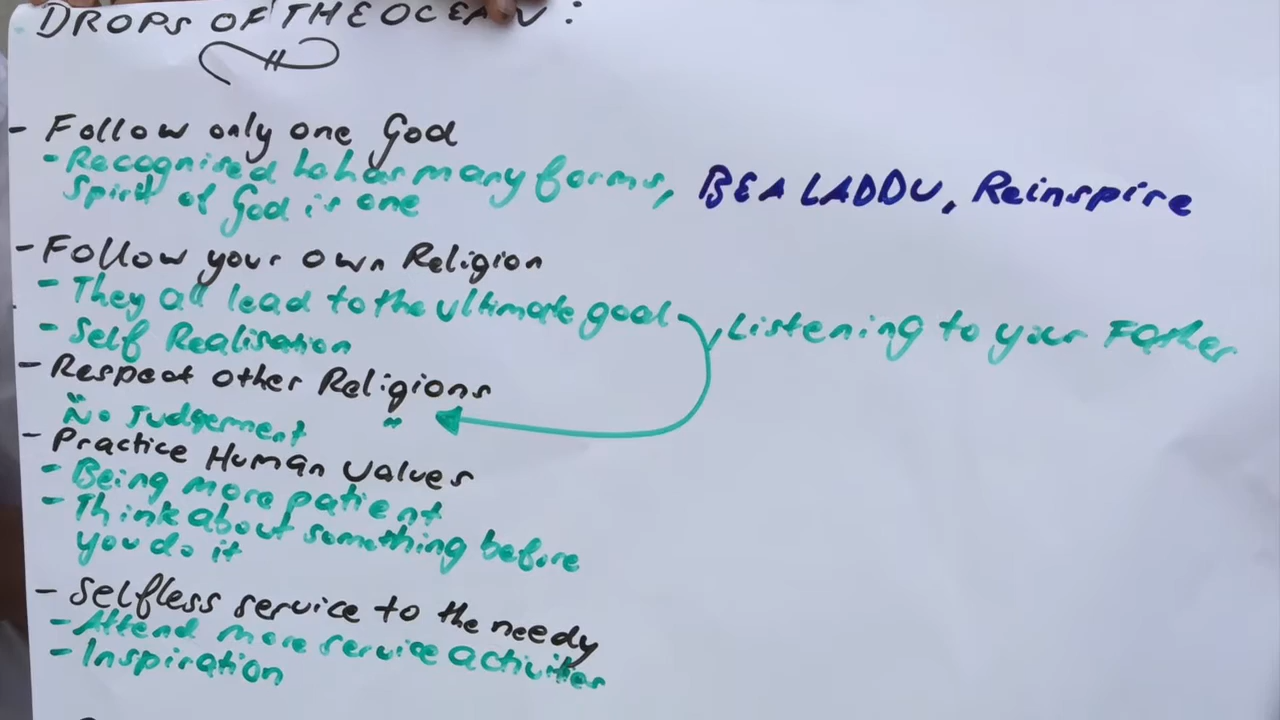 DROPS OF THE OCEAN:
- Follow only one God
- Recognised to has many forms, BE A LADDU, Reinspire
Spirit of God is one
- Follow your own Religion
- They all lead to the ultimate goal, Listening to your Father
- Self Realisation
- Respect other Religions
"No Judgement "
- Practice Human Values
- Being more patient
- Think about something before
you do it
- Selfless service to the needy
- Attend more service activities
- Inspiration